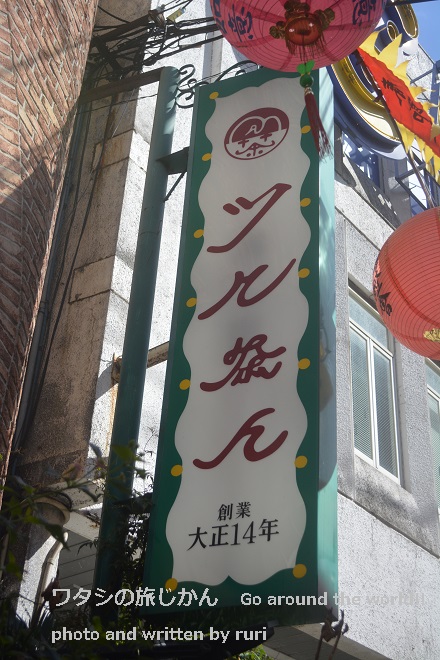 ツル茶ん
創業
大正14年
ワタシの旅じかん Go around the world!
photo and written by ruri